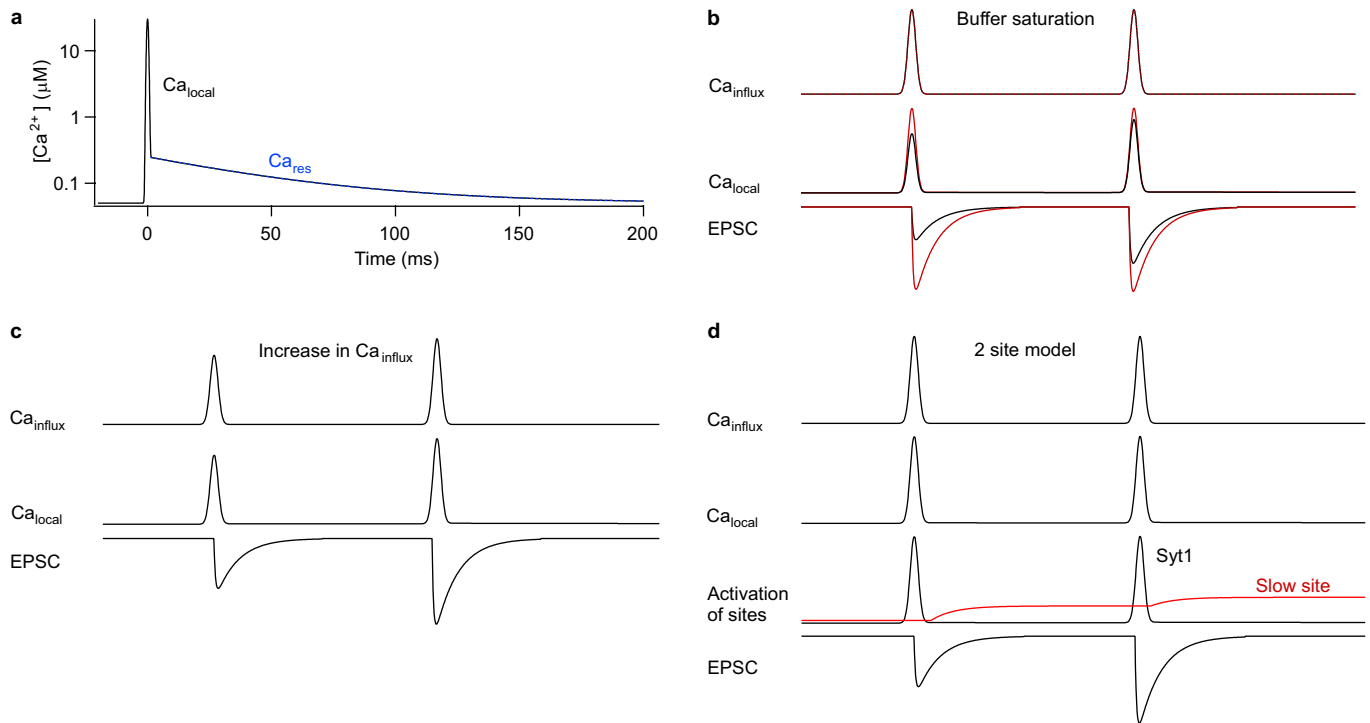 a
[Ca2+] (μM)
10
1
0.1
Calocal
Cares
0
50
100
150
200
Time (ms)
b
Buffer saturation
Cainflux
Calocal
EPSC
c
Increase in Cainflux
Cainflux
Calocal
EPSC
d
2 site model
Cainflux
Calocal
Syt1
Slow site
Activation
of sites
EPSC